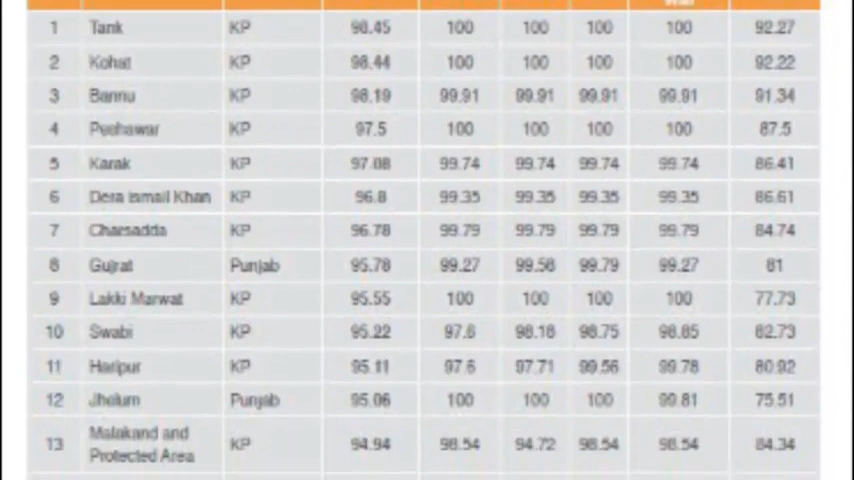 1 Tank KP 98.45 100 100 100 100 92.27
2 Kohat KP 98.44 100 100 100 100 92.22
3 Bannu KP 98.19 99.91 99.91 99.91 99.91 91.34
4 Peshawar KP 97.5 100 100 100 100 87.5
5 Karak KP 97.08 99.74 99.74 99.74 99.74 86.41
6 Dera Ismail Khan KP 96.8 99.35 99.35 99.35 99.35 86.61
7 Charsadda KP 96.78 99.79 99.79 99.79 99.79 84.74
8 Gujrat Punjab 95.78 99.27 99.58 99.79 99.27 81
9 Lakki Marwat KP 95.55 100 100 100 100 77.73
10 Swabi KP 95.22 97.6 98.18 98.75 98.85 82.73
11 Haripur KP 95.11 97.6 97.71 99.56 99.78 80.92
12 Jhelum Punjab 95.06 100 100 100 99.81 75.51
13 Malakand and Protected Area KP 94.94 98.54 94.72 98.54 98.54 84.34